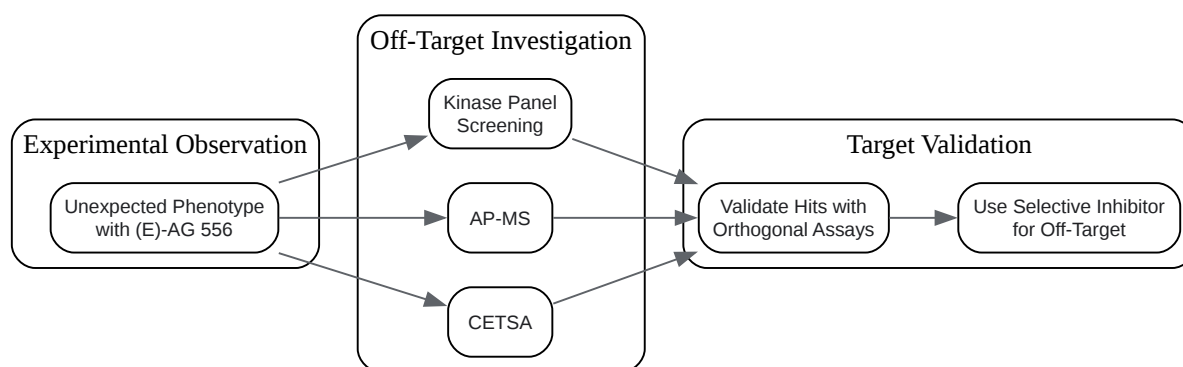 Off-Target Investigation
Kinase Panel
Screening
Experimental Observation
Target Validation
Unexpected Phenotype
with (E)-AG 556
AP-MS
Validate Hits with
Orthogonal Assays
Use Selective Inhibitor
for Off-Target
CETSA